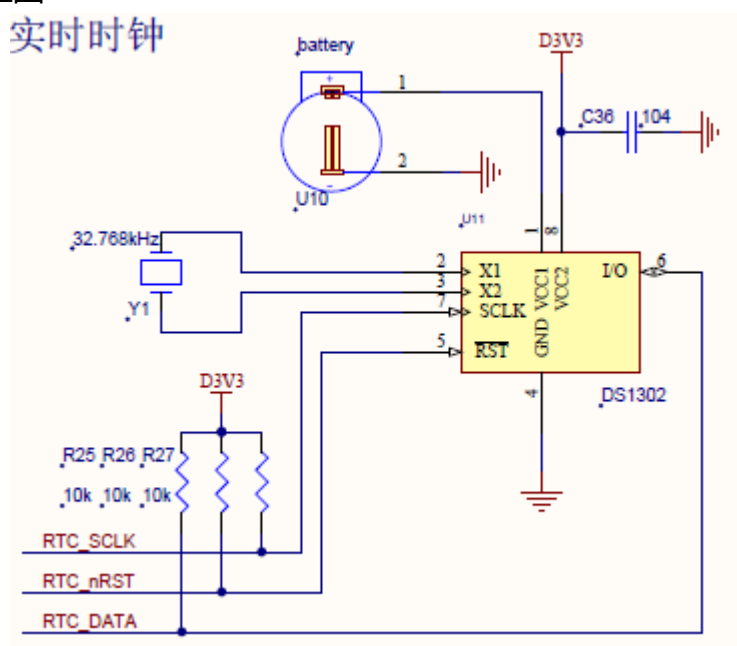 实时时钟
battery
D3V3
1
C36 104
2
U10
U11
1 8
32.768kHz
2 X1 I/O 6
3 X2
VCC1
VCC2
7 SCLK
GND
Y1
5 RST
4
DS1302
D3V3
R25 R26 R27
10k 10k 10k
RTC_SCLK
RTC_nRST
RTC_DATA